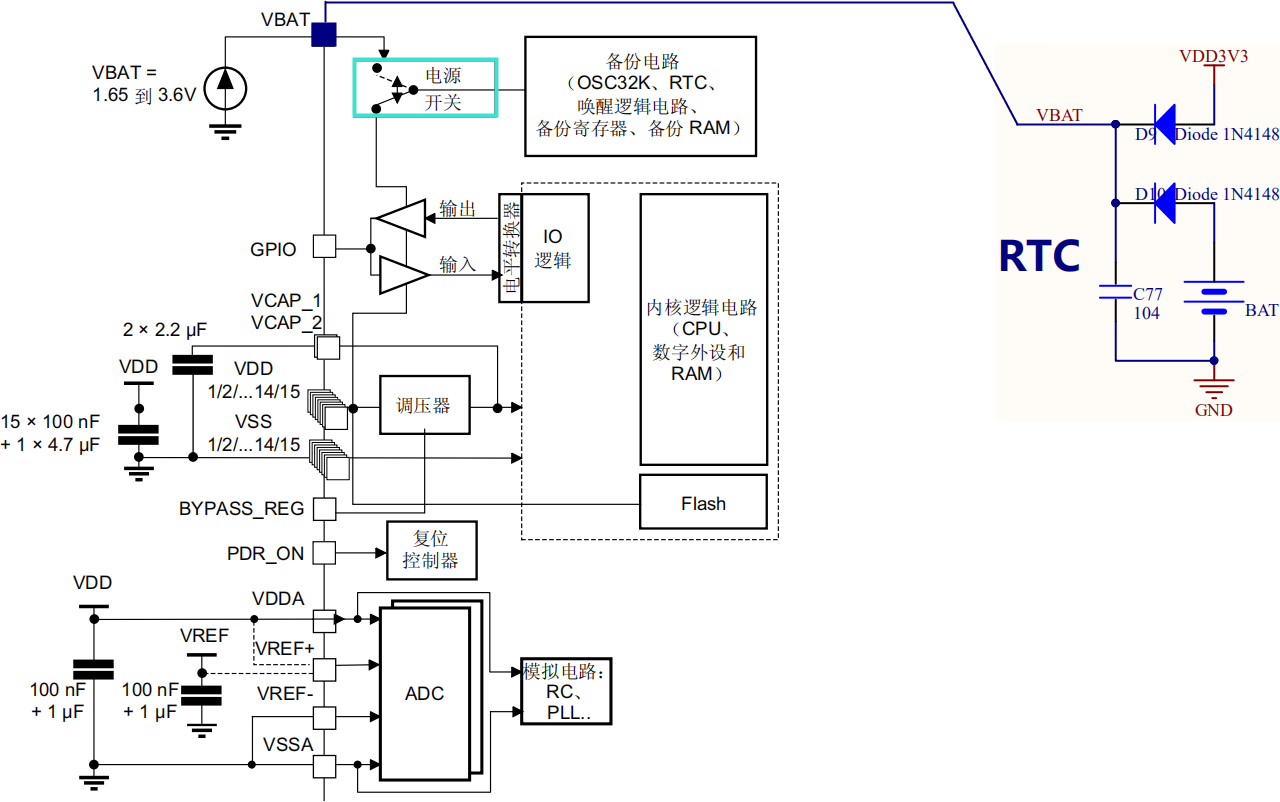 VBAT
VBAT =
1.65 到 3.6V
电源
开关
备份电路
（OSC32K、RTC、
唤醒逻辑电路、
备份寄存器、备份 RAM）
VDD3V3
VBAT
D9
Diode 1N4148
D10
Diode 1N4148
RTC
C77
104
BAT
GND
GPIO
输出
输入
电平转换器
IO
逻辑
内核逻辑电路
（CPU、
数字外设和
RAM）
VCAP_1
VCAP_2
2 × 2.2 μF
VDD
VDD
1/2/...14/15
调压器
15 × 100 nF
+ 1 × 4.7 μF
VSS
1/2/...14/15
Flash
BYPASS_REG
PDR_ON
复位
控制器
VDD
VDDA
VREF
VREF+
100 nF
+ 1 μF
100 nF
+ 1 μF
VREF-
ADC
模拟电路：
RC、
PLL..
VSSA